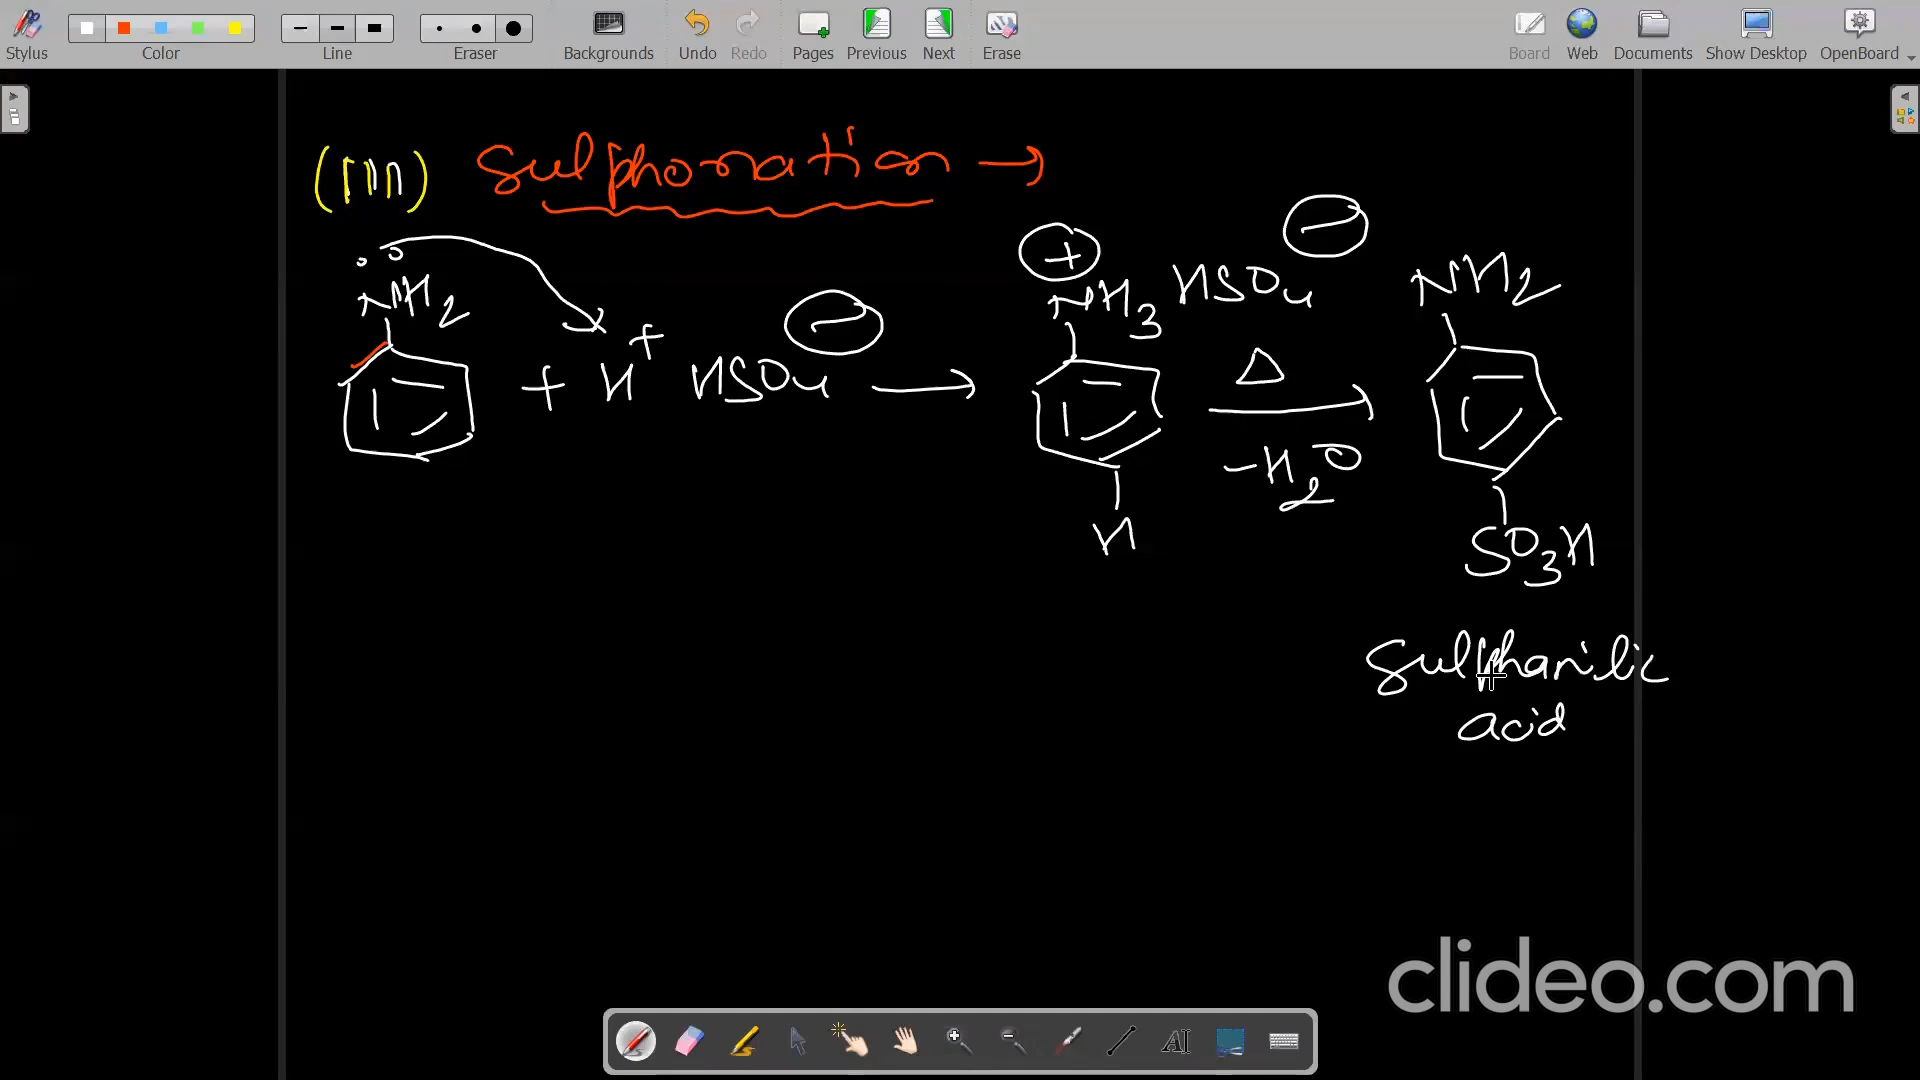 Stylus Color Line Eraser Backgrounds Undo Redo Pages Previous Next Erase Board Web Documents Show Desktop OpenBoard
(III) Sulphonation →
NH2 + H+ HSO4 − → + NH3 HSO4 − Δ −H2O NH2
H SO3H
Sulphanilic
acid
clideo.com